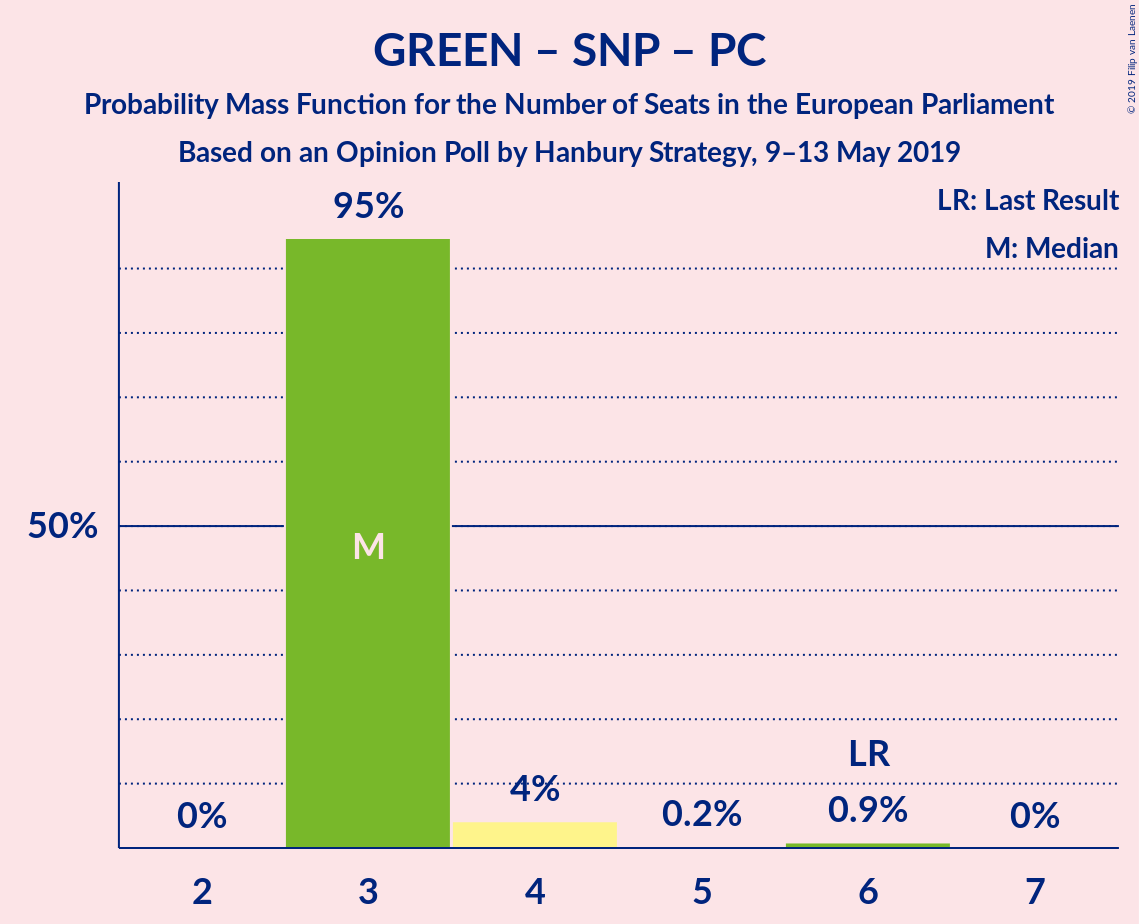 GREEN – SNP – PC
Probability Mass Function for the Number of Seats in the European Parliament
Based on an Opinion Poll by Hanbury Strategy, 9–13 May 2019
© 2019 Filip van Laenen
LR: Last Result
M: Median
95%
50%
M
LR
0%
4%
0.2%
0.9%
0%
2 3 4 5 6 7